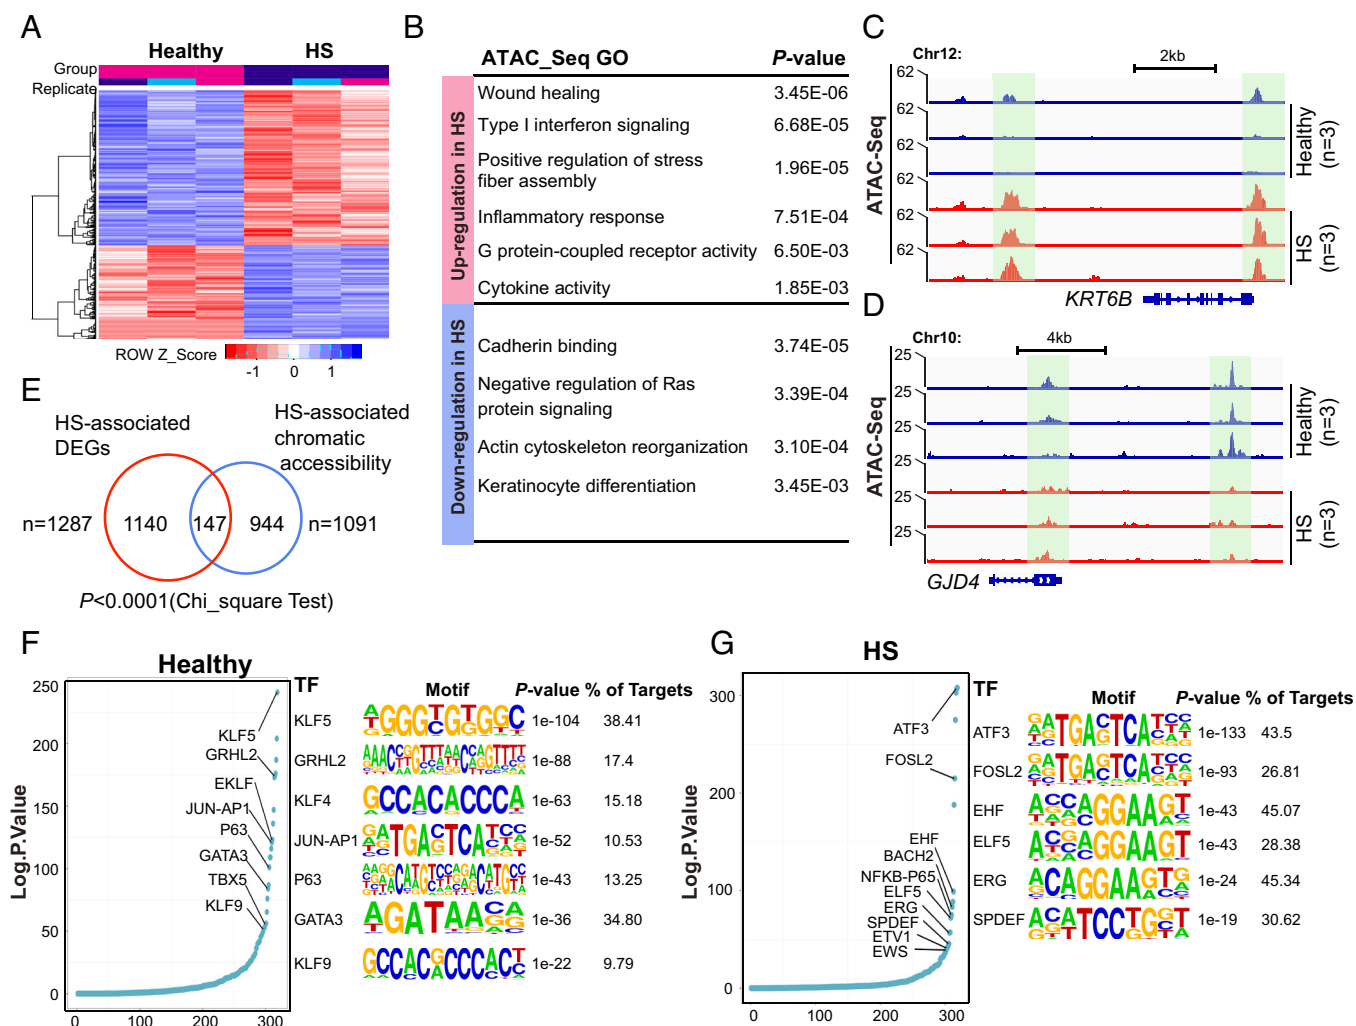 A
Healthy
HS
Group
Replicate
ROW Z_Score
-1
0
1
B
ATAC_Seq GO
P-value
Up-regulation in HS
Wound healing
3.45E-06
Type I interferon signaling
6.68E-05
Positive regulation of stress
fiber assembly
1.96E-05
Inflammatory response
7.51E-04
G protein-coupled receptor activity
6.50E-03
Cytokine activity
1.85E-03
Down-regulation in HS
Cadherin binding
3.74E-05
Negative regulation of Ras
protein signaling
3.39E-04
Actin cytoskeleton reorganization
3.10E-04
Keratinocyte differentiation
3.45E-03
C
Chr12:
2kb
62
62
62
62
62
62
ATAC-Seq
Healthy
(n=3)
HS
(n=3)
KRT6B
D
Chr10:
4kb
25
25
25
25
25
25
ATAC-Seq
Healthy
(n=3)
HS
(n=3)
GJD4
E
HS-associated
DEGs
HS-associated
chromatic
accessibility
n=1287
1140
147
944
n=1091
P<0.0001(Chi_square Test)
F
Healthy
Log.P.Value
250
200
150
100
50
0
0
100
200
300
KLF5
GRHL2
EKLF
JUN-AP1
P63
GATA3
TBX5
KLF9
TF
Motif
P-value
% of Targets
KLF5
1e-104
38.41
GRHL2
1e-88
17.4
KLF4
GCCACACCCA
1e-63
15.18
JUN-AP1
1e-52
10.53
P63
1e-43
13.25
GATA3
1e-36
34.80
KLF9
1e-22
9.79
G
HS
Log.P.Value
300
200
100
0
0
100
200
300
ATF3
FOSL2
EHF
BACH2
NFKB-P65
ELF5
ERG
SPDEF
ETV1
EWS
TF
Motif
P-value
% of Targets
ATF3
1e-133
43.5
FOSL2
1e-93
26.81
EHF
1e-43
45.07
ELF5
1e-43
28.38
ERG
1e-24
45.34
SPDEF
1e-19
30.62